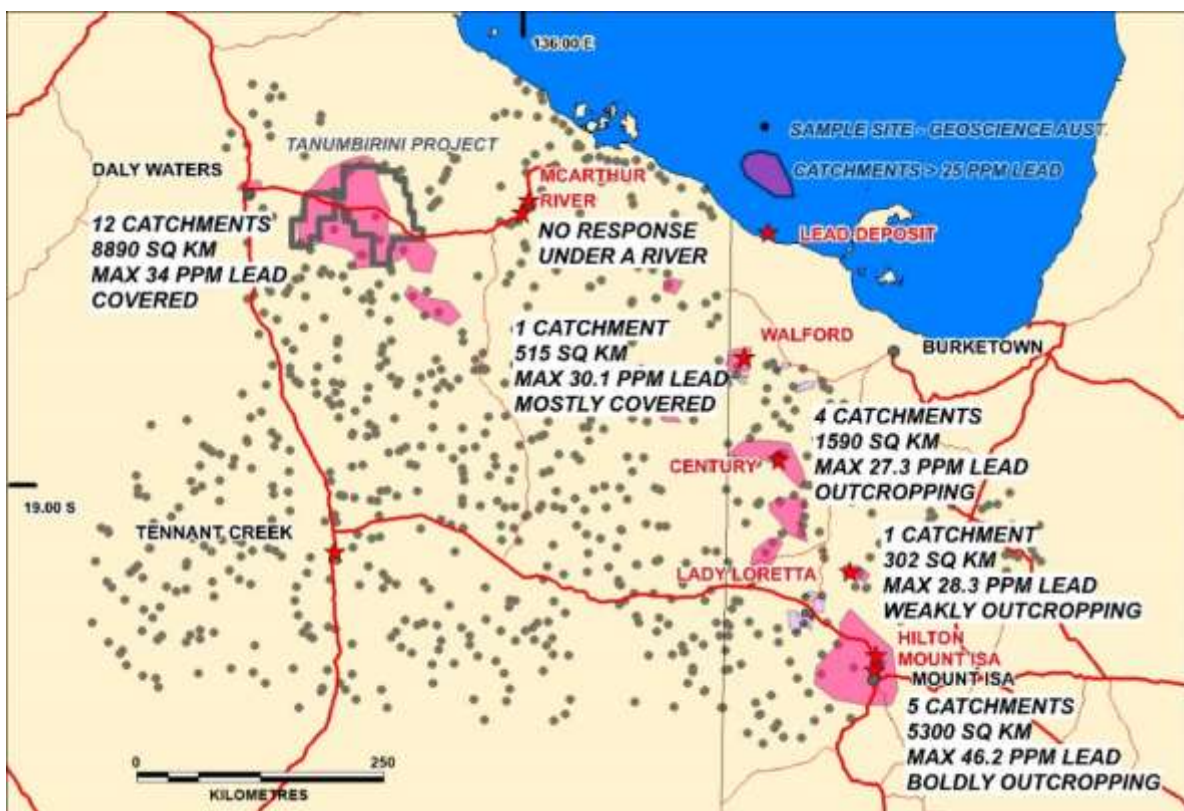 136:00 E
SAMPLE SITE - GEOSCIENCE AUST.
TANUMBIRINI PROJECT
DALY WATERS
CATCHMENTS > 25 PPM LEAD
MCARTHUR
RIVER
12 CATCHMENTS
8890 SQ KM
MAX 34 PPM LEAD
COVERED
NO RESPONSE
UNDER A RIVER
LEAD DEPOSIT
1 CATCHMENT
515 SQ KM
MAX 30.1 PPM LEAD
MOSTLY COVERED
WALFORD
BURKETOWN
4 CATCHMENTS
1590 SQ KM
MAX 27.3 PPM LEAD
OUTCROPPING
CENTURY
19.00 S
TENNANT CREEK
1 CATCHMENT
302 SQ KM
MAX 28.3 PPM LEAD
WEAKLY OUTCROPPING
LADY LORETTA
HILTON
MOUNT ISA
MOUNT ISA
5 CATCHMENTS
5300 SQ KM
MAX 46.2 PPM LEAD
BOLDLY OUTCROPPING
0
250
KILOMETRES